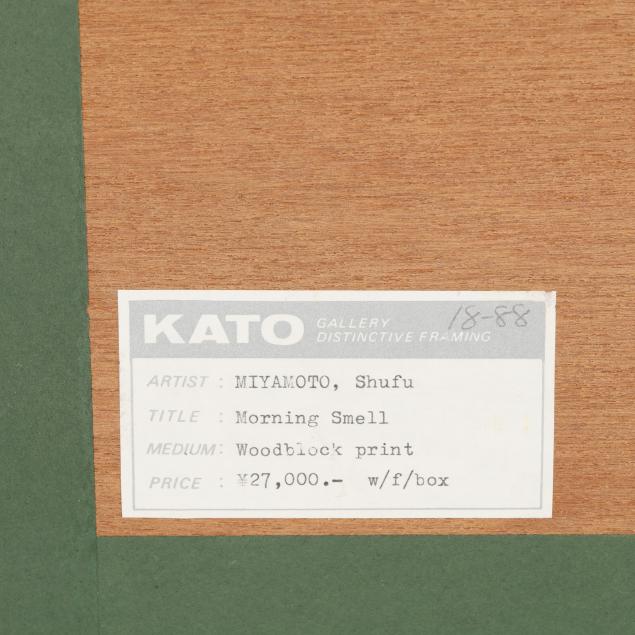 KATO GALLERY
DISTINCTIVE FRAMING
18-88
ARTIST : MIYAMOTO, Shufu
TITLE : Morning Smell
MEDIUM: Woodblock print
PRICE : ¥27,000.- w/f/box